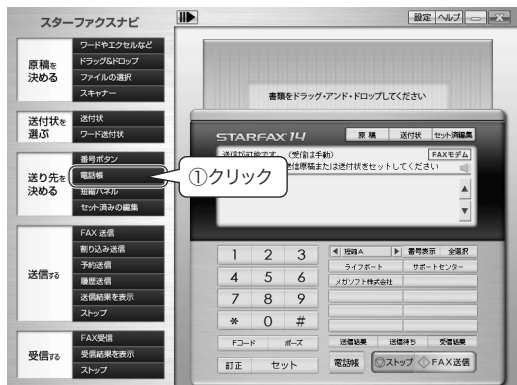 スターファクスナビ
設定 ヘルプ
原稿を
決める
ワードやエクセルなど
ドラッグ&ドロップ
ファイルの選択
スキャナー
送付状を
選ぶ
送付状
ワード送付状
送り先を
決める
番号ボタン
電話帳
短縮パネル
セット済みの編集
送信する
FAX 送信
割り込み送信
予約送信
履歴送信
送信結果を表示
ストップ
受信する
FAX受信
受信結果を表示
ストップ
①クリック
書類をドラッグ・アンド・ドロップしてください
STARFAX 14
原 稿 送付状 セット済編集
送信が可能です。 (受信は手動)
FAXモデム
送信原稿または送付状をセットしてください
1 2 3
4 5 6
7 8 9
* 0 #
Fコード ポーズ
訂正 セット
短縮A 番号表示 全選択
ライフボート サポートセンター
メガソフト株式会社
送信結果 送信待ち 受信結果
電話帳 ストップ FAX送信